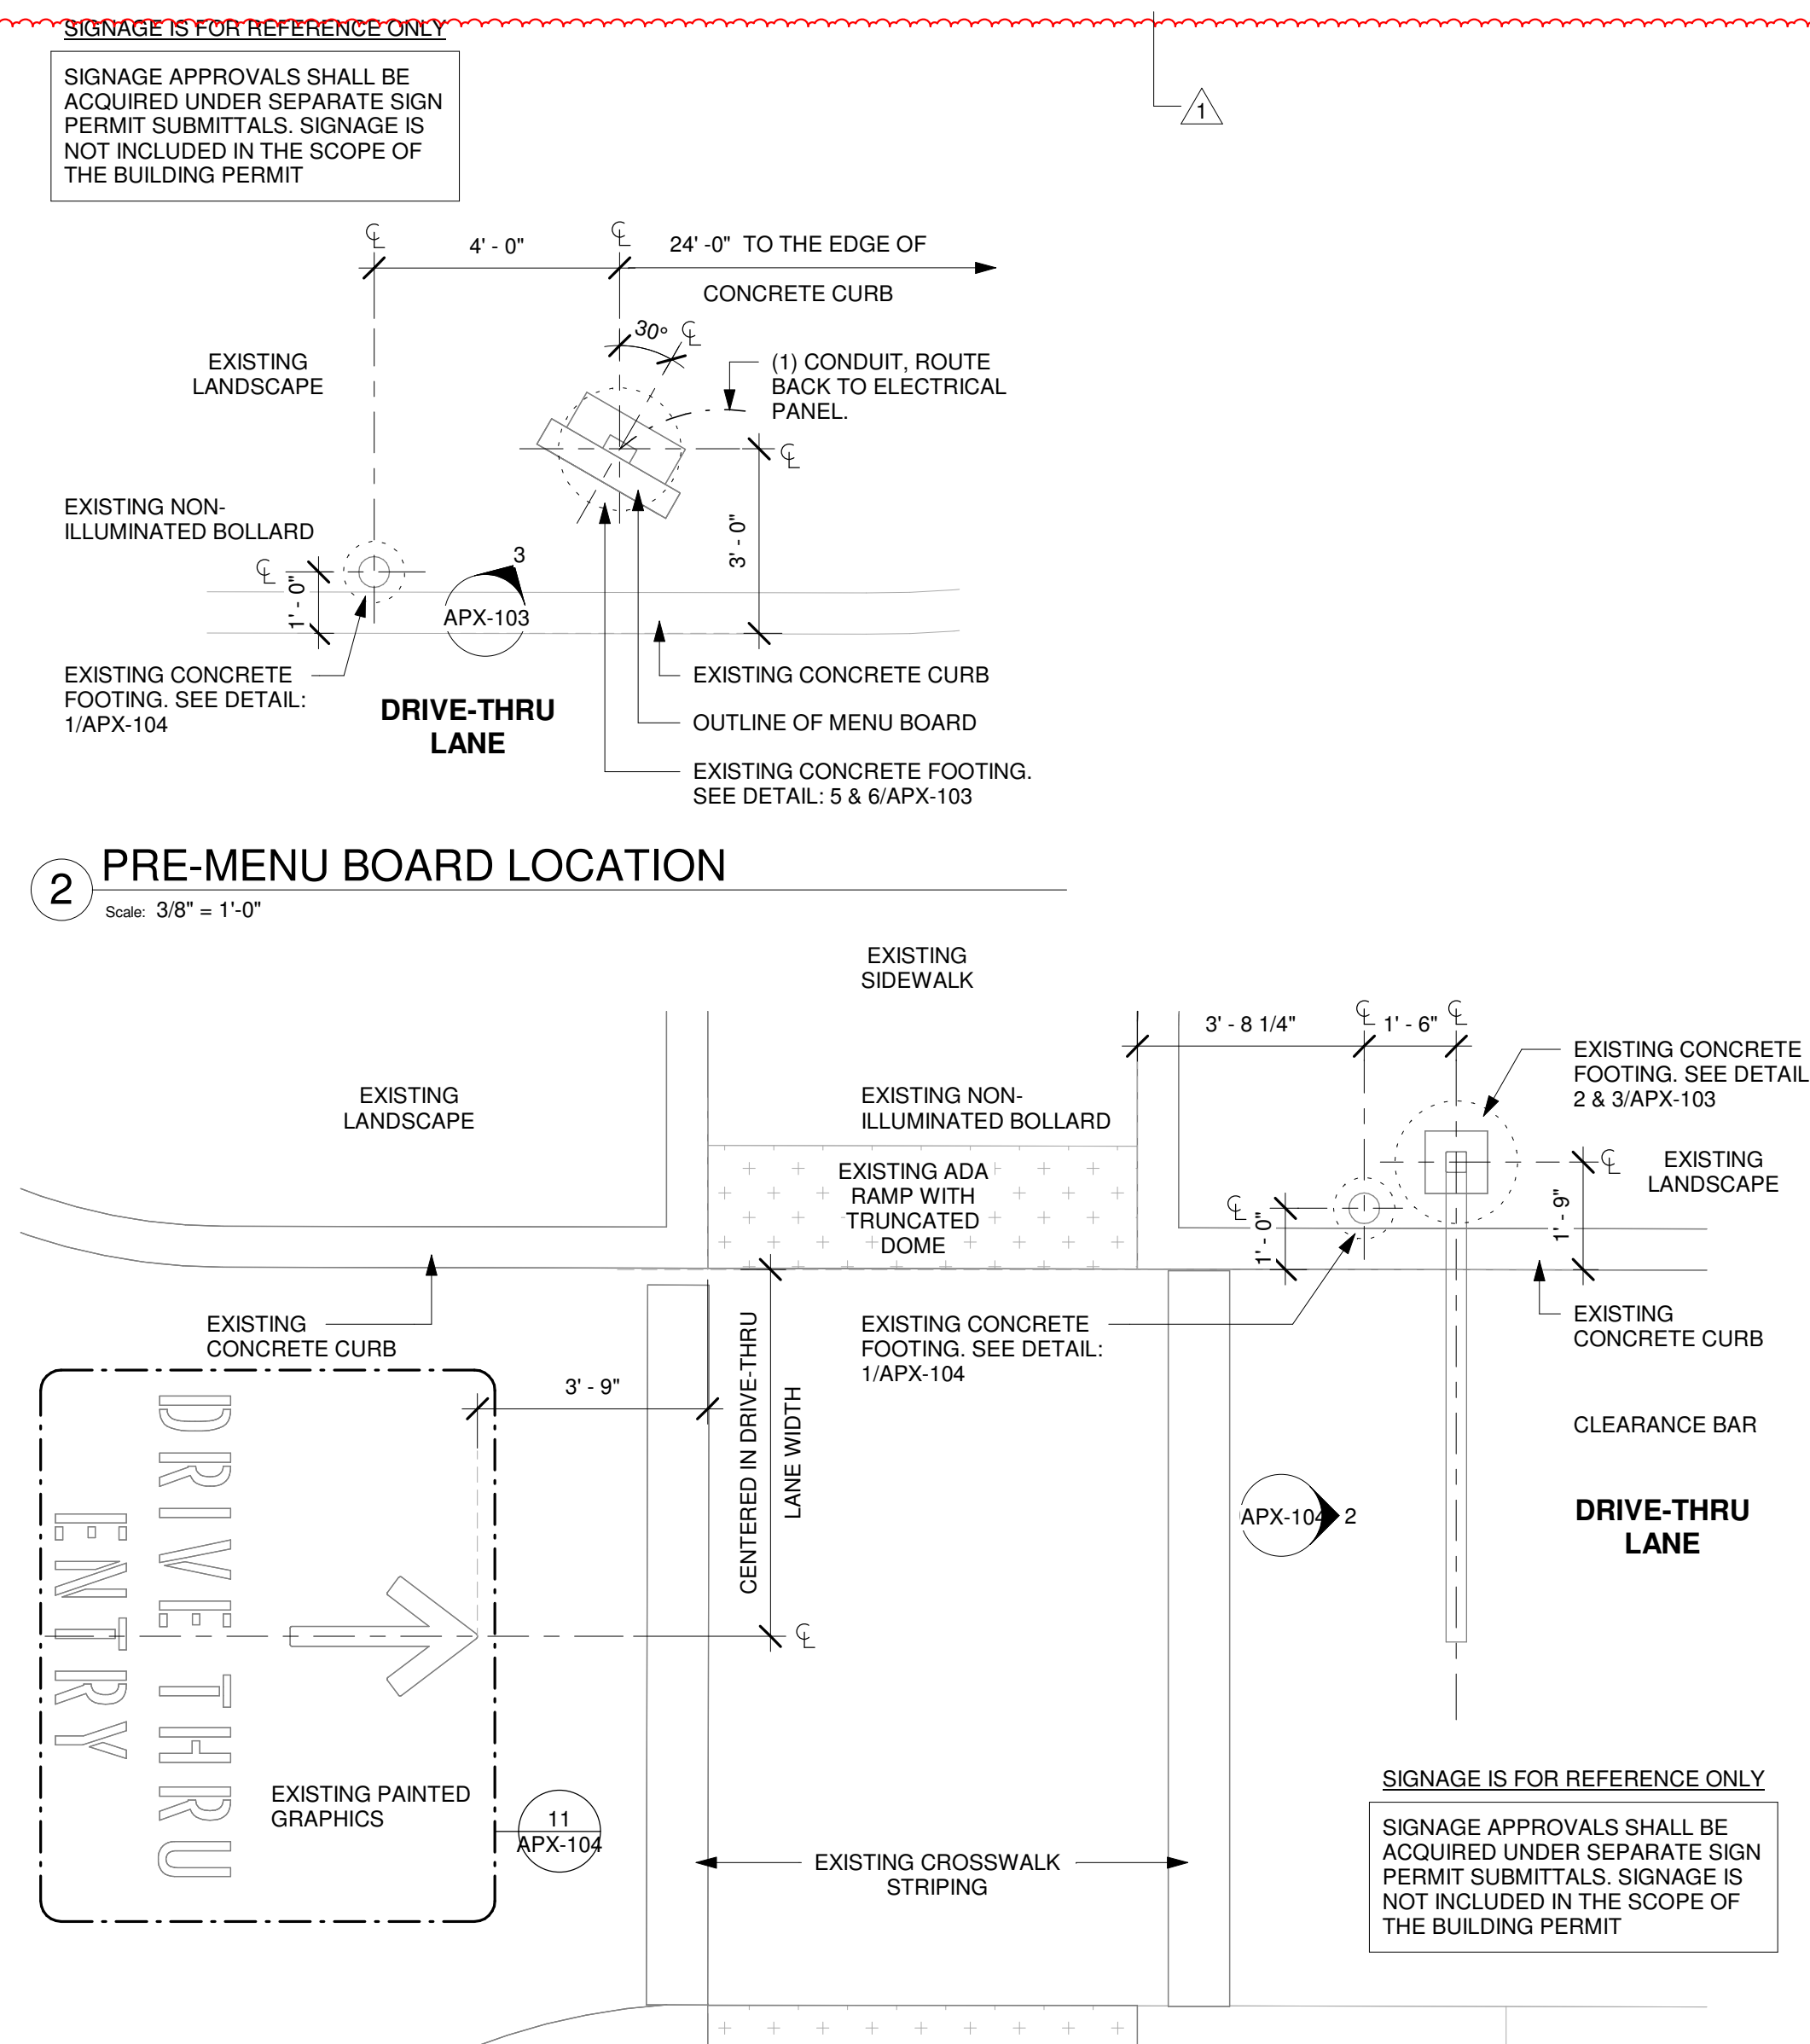 SIGNAGE IS FOR REFERENCE ONLY
SIGNAGE APPROVALS SHALL BE
ACQUIRED UNDER SEPARATE SIGN
PERMIT SUBMITTALS. SIGNAGE IS
NOT INCLUDED IN THE SCOPE OF
THE BUILDING PERMIT
1
4' - 0"
24' -0" TO THE EDGE OF
CONCRETE CURB
30°
EXISTING
LANDSCAPE
(1) CONDUIT, ROUTE
BACK TO ELECTRICAL
PANEL.
EXISTING NON-
ILLUMINATED BOLLARD
3' - 0"
1' - 0"
3
APX-103
EXISTING CONCRETE
FOOTING. SEE DETAIL:
1/APX-104
DRIVE-THRU
LANE
EXISTING CONCRETE CURB
OUTLINE OF MENU BOARD
EXISTING CONCRETE FOOTING.
SEE DETAIL: 5 & 6/APX-103
2
PRE-MENU BOARD LOCATION
Scale: 3/8" = 1'-0"
EXISTING
SIDEWALK
3' - 8 1/4"
1' - 6"
EXISTING CONCRETE
FOOTING. SEE DETAIL
2 & 3/APX-103
EXISTING
LANDSCAPE
EXISTING NON-
ILLUMINATED BOLLARD
EXISTING ADA
RAMP WITH
TRUNCATED
DOME
EXISTING
LANDSCAPE
1' - 0"
1' - 9"
EXISTING
CONCRETE CURB
EXISTING CONCRETE
FOOTING. SEE DETAIL:
1/APX-104
EXISTING
CONCRETE CURB
3' - 9"
CENTERED IN DRIVE-THRU
LANE WIDTH
CLEARANCE BAR
APX-104
2
DRIVE-THRU
LANE
DRIVE THRU
ENTRY
EXISTING PAINTED
GRAPHICS
11
APX-104
EXISTING CROSSWALK
STRIPING
SIGNAGE IS FOR REFERENCE ONLY
SIGNAGE APPROVALS SHALL BE
ACQUIRED UNDER SEPARATE SIGN
PERMIT SUBMITTALS. SIGNAGE IS
NOT INCLUDED IN THE SCOPE OF
THE BUILDING PERMIT